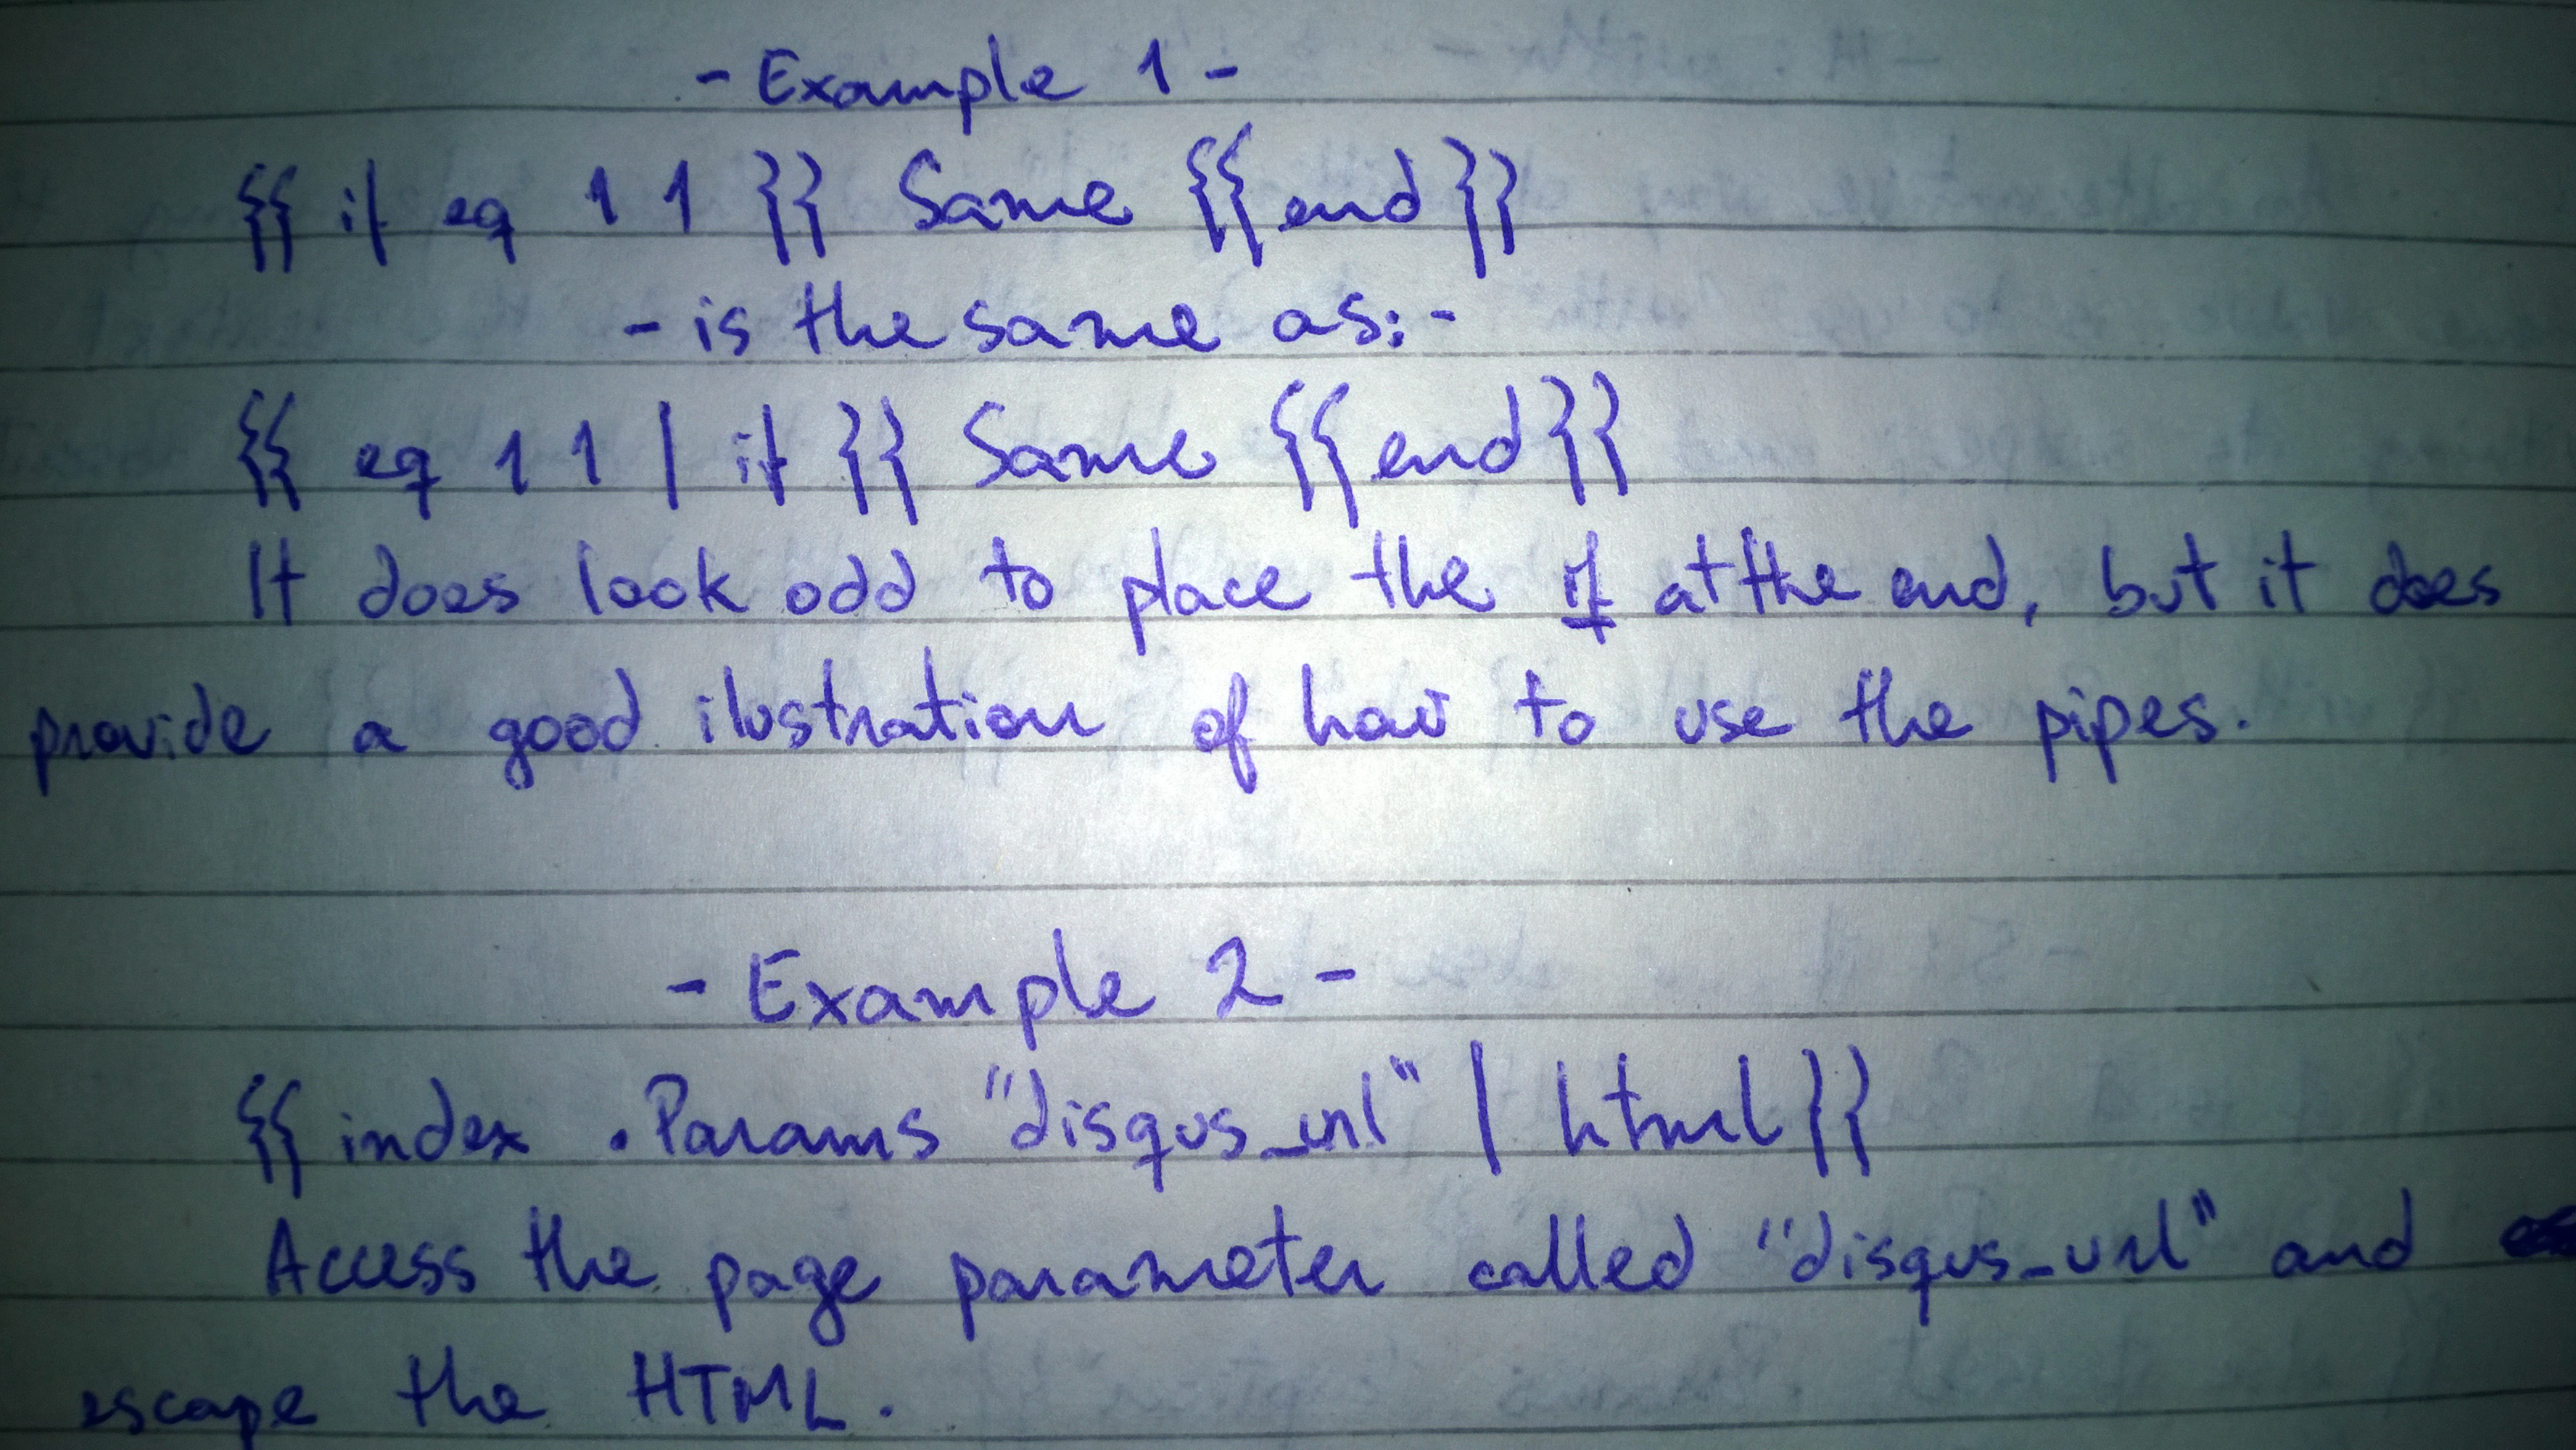 - Example 1 -
{{ if eq 1 1 }} Same {{ end }}
- is the same as: -
{{ eq 1 1 | if }} Same {{ end }}
It does look odd to place the if at the end, but it does
provide a good ilustration of how to use the pipes.
- Example 2 -
{{ index .Params "disqus_url" | html }}
Access the page parameter called "disqus_url" and
escape the HTML.